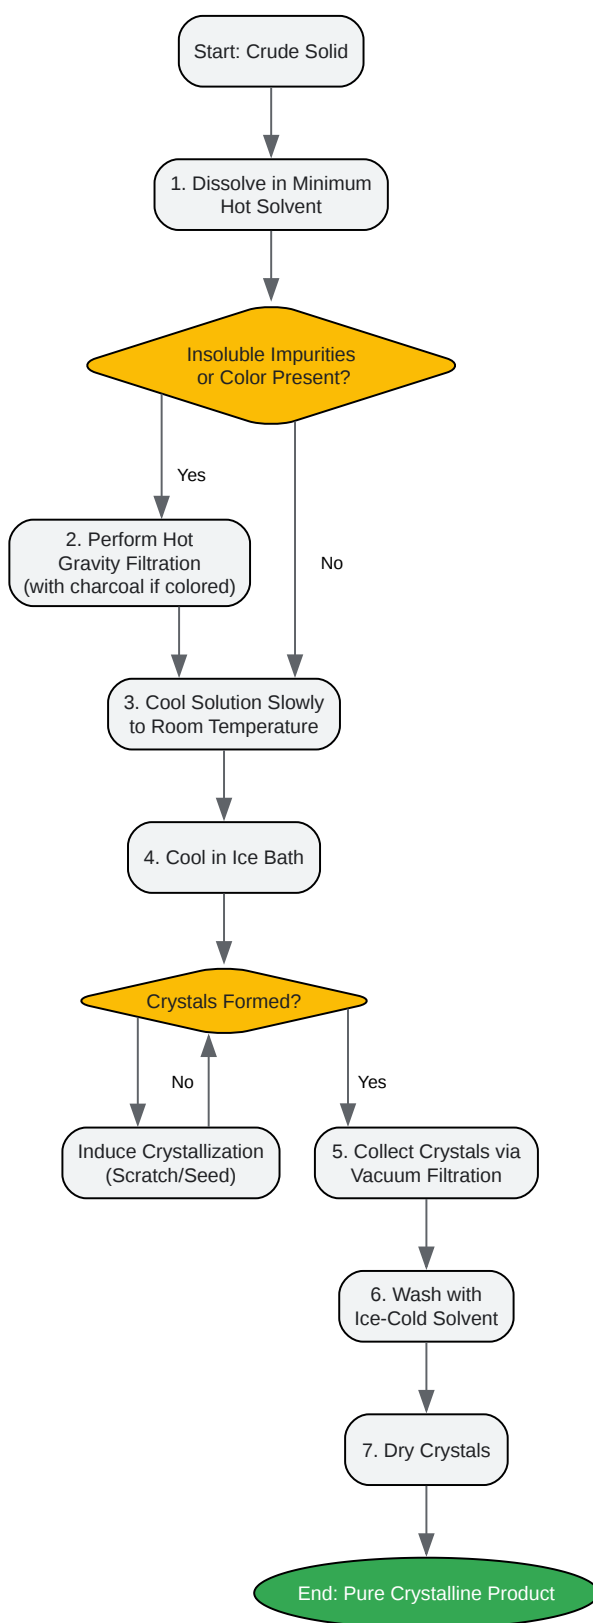 Start: Crude Solid
1. Dissolve in Minimum
Hot Solvent
Insoluble Impurities
or Color Present?
Yes
2. Perform Hot
Gravity Filtration
(with charcoal if colored)
No
3. Cool Solution Slowly
to Room Temperature
4. Cool in Ice Bath
Crystals Formed?
No
Yes
Induce Crystallization
(Scratch/Seed)
5. Collect Crystals via
Vacuum Filtration
6. Wash with
Ice-Cold Solvent
7. Dry Crystals
End: Pure Crystalline Product